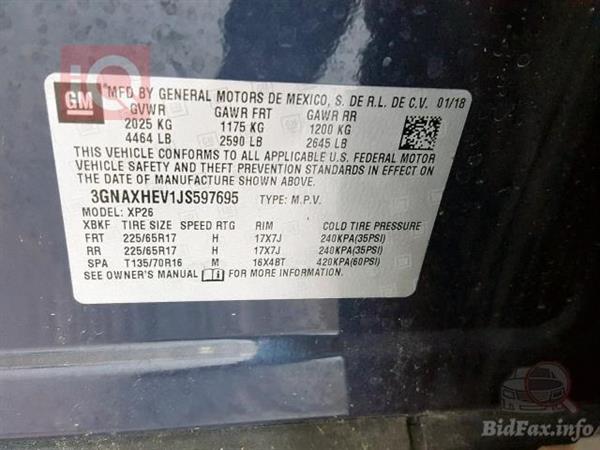 GM
MFD BY GENERAL MOTORS DE MEXICO, S. DE R.L. DE C.V. 01/18
GVWR GAWR FRT GAWR RR
2025 KG 1175 KG 1200 KG
4464 LB 2590 LB 2645 LB
THIS VEHICLE CONFORMS TO ALL APPLICABLE U.S. FEDERAL MOTOR
VEHICLE SAFETY AND THEFT PREVENTION STANDARDS IN EFFECT ON
THE DATE OF MANUFACTURE SHOWN ABOVE.
3GNAXHEV1JS597695 TYPE: M.P.V.
MODEL: XP26
XBKF TIRE SIZE SPEED RTG RIM COLD TIRE PRESSURE
FRT 225/65R17 H 17X7J 240KPA(35PSI)
RR 225/65R17 H 17X7J 240KPA(35PSI)
SPA T135/70R16 M 16X4BT 420KPA(60PSI)
SEE OWNER'S MANUAL FOR MORE INFORMATION.
BidFax.info